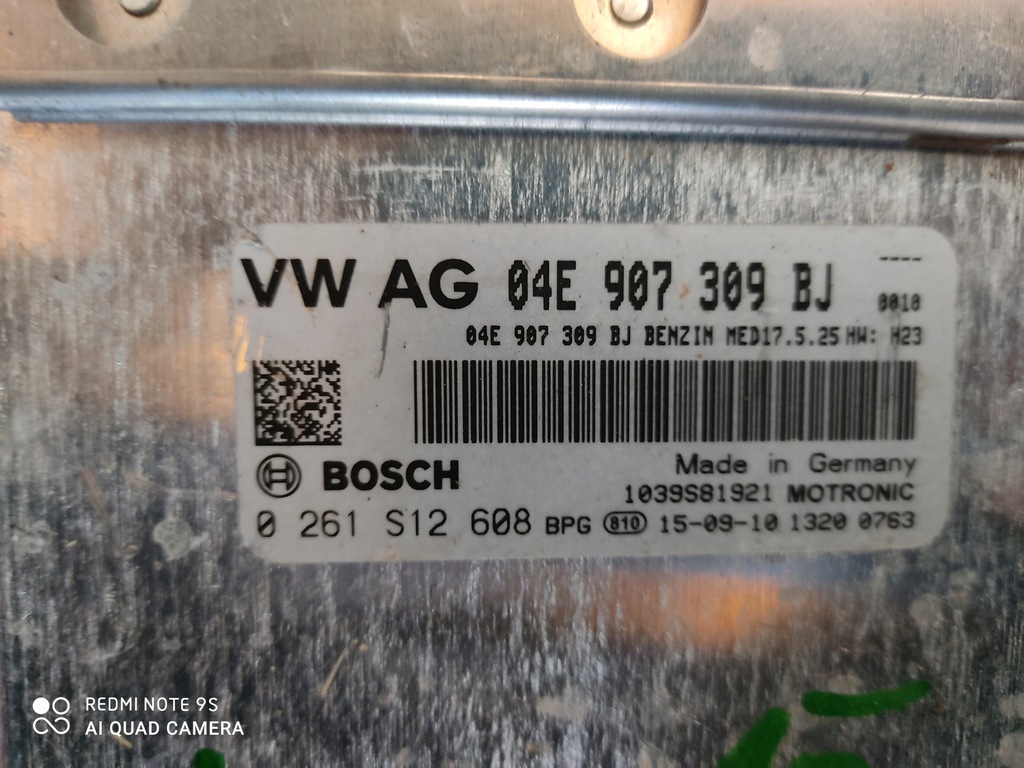 VW AG 04E 907 309 BJ ----
0010
04E 907 309 BJ BENZIN MED17.5.25 HW: H23
BOSCH
Made in Germany
1039S81921 MOTRONIC
0 261 S12 608 BPG 810 15-09-10 1320 0763
REDMI NOTE 9S
AI QUAD CAMERA